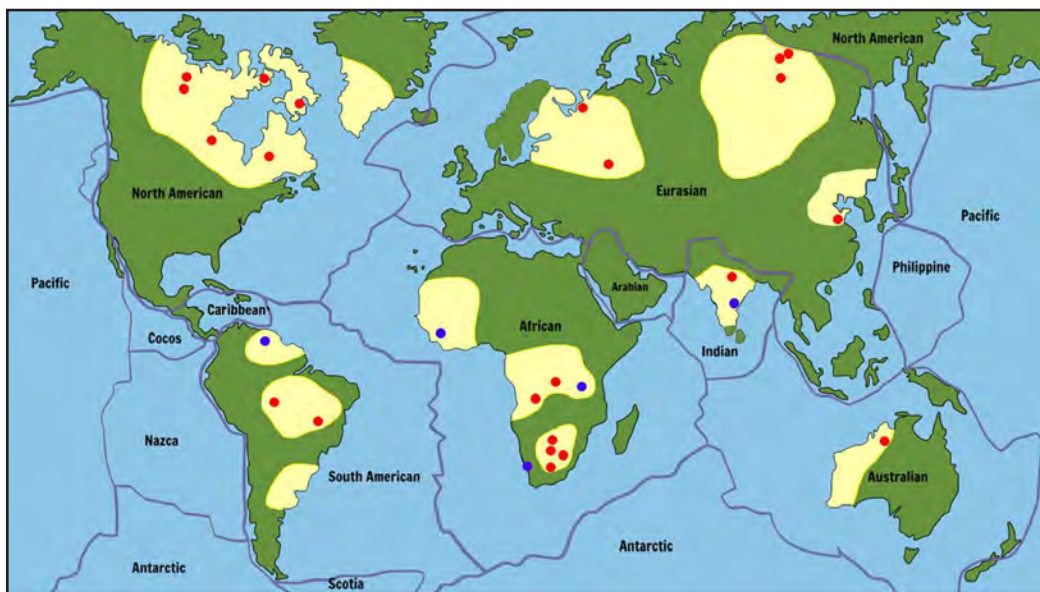 North American
North American
Eurasian
Pacific
Pacific
Philippine
Arabian
Caribbean
African
Cocos
Indian
Nazca
South American
Australian
Antarctic
Antarctic
Scotia